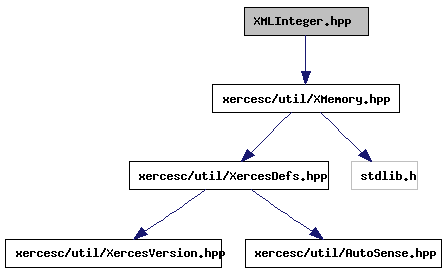 XMLInteger.hpp
xercesc/util/XMemory.hpp
xercesc/util/XercesDefs.hpp
stdlib.h
xercesc/util/XercesVersion.hpp
xercesc/util/AutoSense.hpp